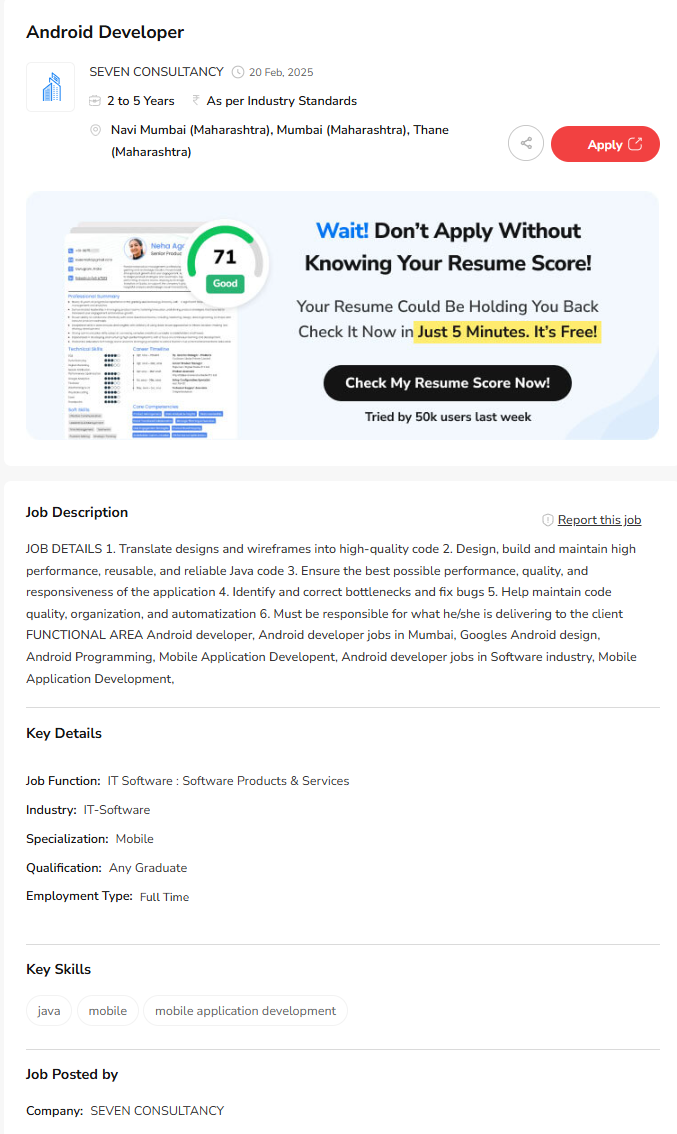 Android Developer
SEVEN CONSULTANCY 20 Feb, 2025
2 to 5 Years ₹ As per Industry Standards
Navi Mumbai (Maharashtra), Mumbai (Maharashtra), Thane
(Maharashtra)
Apply
Neha Agr
Senior Produc
71
Good
Professional Summary
Technical Skills
Career Timeline
Soft Skills
Core Competencies
Wait! Don’t Apply Without
Knowing Your Resume Score!
Your Resume Could Be Holding You Back
Check It Now in Just 5 Minutes. It’s Free!
Check My Resume Score Now!
Tried by 50k users last week
Job Description
Report this job
JOB DETAILS 1. Translate designs and wireframes into high-quality code 2. Design, build and maintain high
performance, reusable, and reliable Java code 3. Ensure the best possible performance, quality, and
responsiveness of the application 4. Identify and correct bottlenecks and fix bugs 5. Help maintain code
quality, organization, and automatization 6. Must be responsible for what he/she is delivering to the client
FUNCTIONAL AREA Android developer, Android developer jobs in Mumbai, Googles Android design,
Android Programming, Mobile Application Developent, Android developer jobs in Software industry, Mobile
Application Development,
Key Details
Job Function: IT Software : Software Products & Services
Industry: IT-Software
Specialization: Mobile
Qualification: Any Graduate
Employment Type: Full Time
Key Skills
java mobile mobile application development
Job Posted by
Company: SEVEN CONSULTANCY